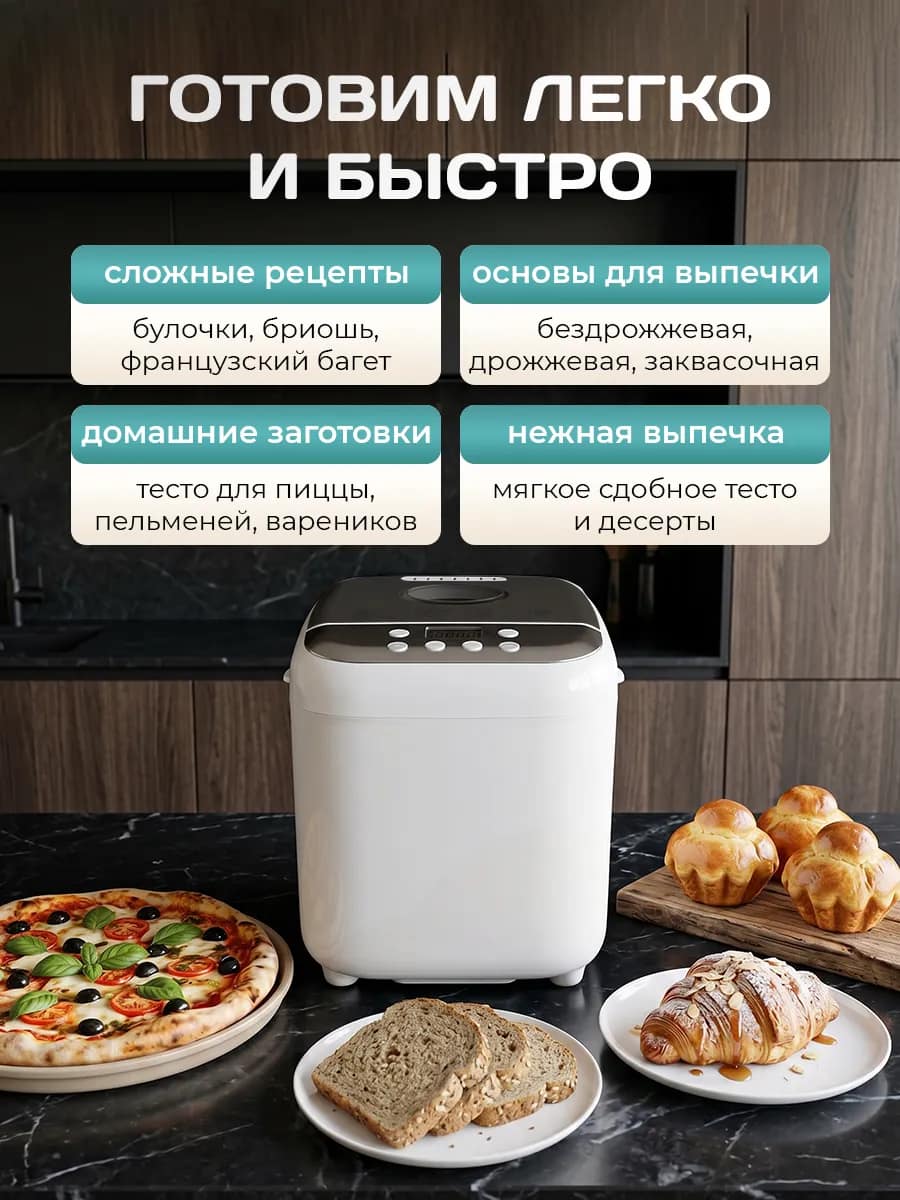 ГОТОВИМ ЛЕГКО
И БЫСТРО
сложные рецепты
булочки, бриошь,
французский багет
основы для выпечки
бездрожжевая,
дрожжевая, заквасочная
домашние заготовки
тесто для пиццы,
пельменей, вареников
нежная выпечка
мягкое сдобное тесто
и десерты